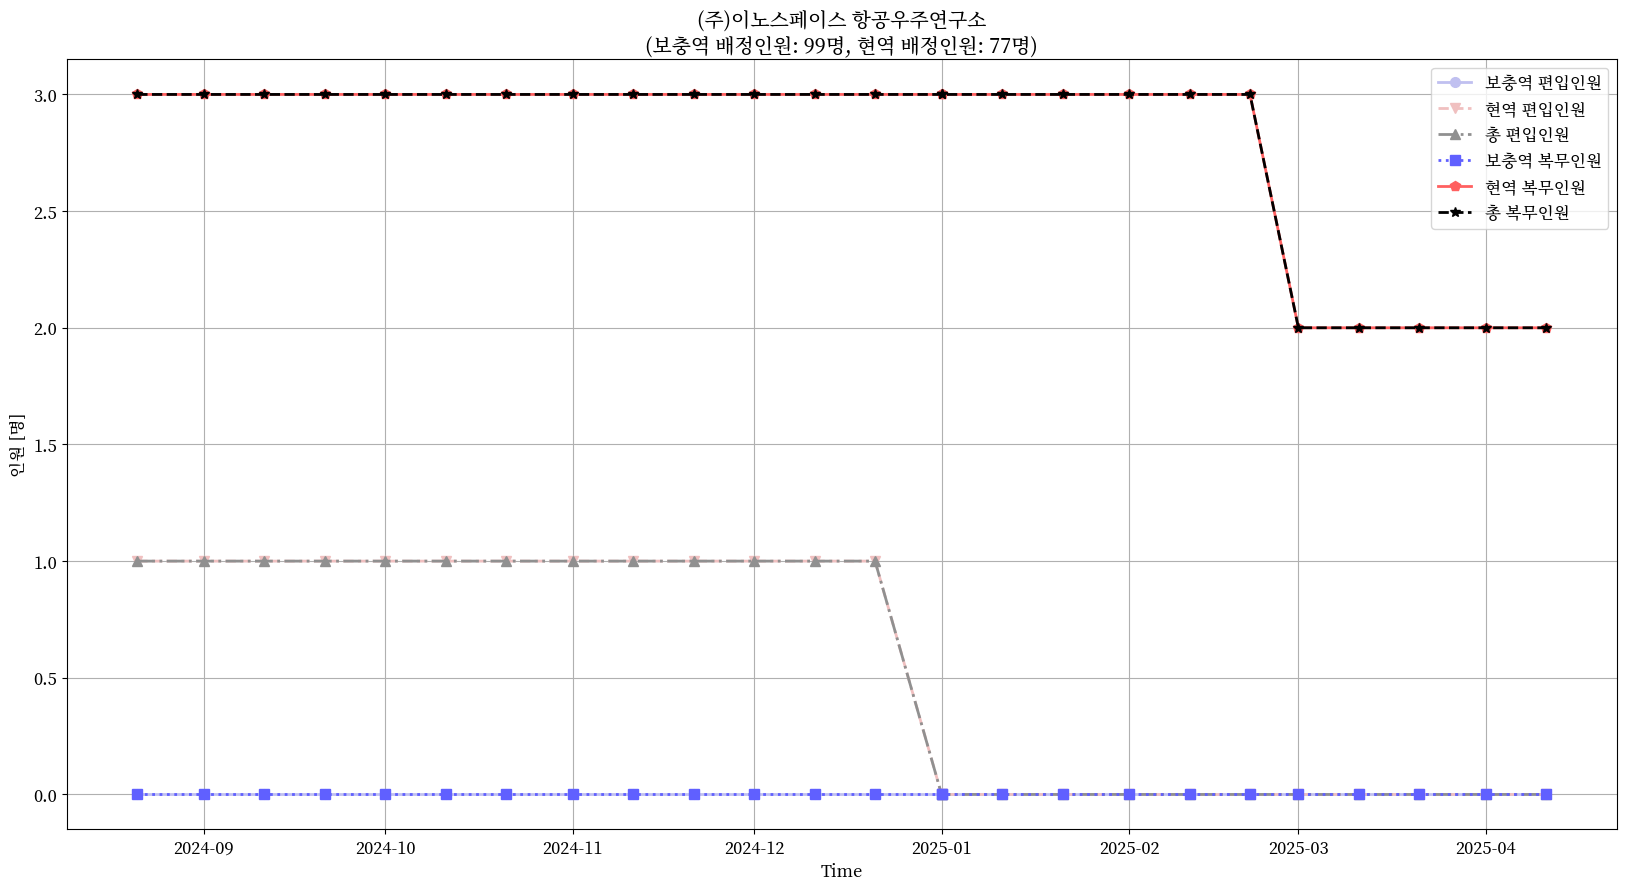 (주)이노스페이스 항공우주연구소
(보충역 배정인원: 99명, 현역 배정인원: 77명)
보충역 편입인원
현역 편입인원
총 편입인원
보충역 복무인원
현역 복무인원
총 복무인원
3.0
2.5
2.0
1.5
1.0
0.5
0.0
인원 [명]
2024-09
2024-10
2024-11
2024-12
2025-01
2025-02
2025-03
2025-04
Time